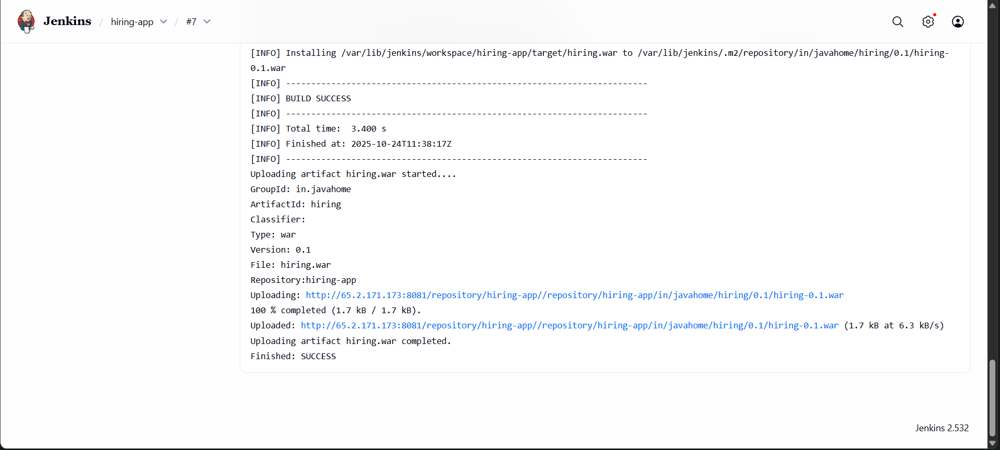 Jenkins / hiring-app / #7
[INFO] Installing /var/lib/jenkins/workspace/hiring-app/target/hiring.war to /var/lib/jenkins/.m2/repository/in/javahome/hiring/0.1/hiring-
0.1.war
[INFO] ------------------------------------------------------------------------
[INFO] BUILD SUCCESS
[INFO] ------------------------------------------------------------------------
[INFO] Total time:  3.400 s
[INFO] Finished at: 2025-10-24T11:38:17Z
[INFO] ------------------------------------------------------------------------
Uploading artifact hiring.war started....
GroupId: in.javahome
ArtifactId: hiring
Classifier:
Type: war
Version: 0.1
File: hiring.war
Repository:hiring-app
Uploading: http://65.2.171.173:8081/repository/hiring-app//repository/hiring-app/in/javahome/hiring/0.1/hiring-0.1.war
100 % completed (1.7 kB / 1.7 kB).
Uploaded: http://65.2.171.173:8081/repository/hiring-app//repository/hiring-app/in/javahome/hiring/0.1/hiring-0.1.war (1.7 kB at 6.3 kB/s)
Uploading artifact hiring.war completed.
Finished: SUCCESS
Jenkins 2.532